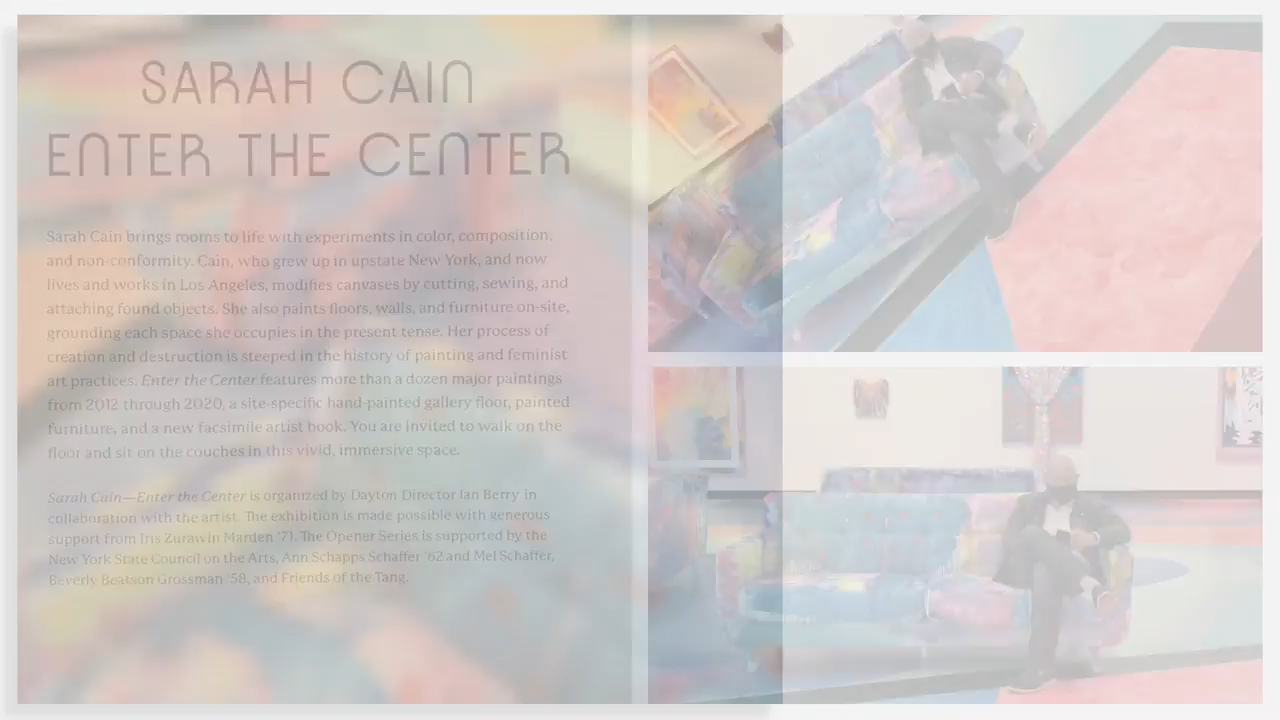 SARAH CAIN
ENTER THE CENTER
Sarah Cain brings rooms to life with experiments in color, composition,
and non-conformity. Cain, who grew up in upstate New York, and now
lives and works in Los Angeles, modifies canvases by cutting, sewing, and
attaching found objects. She also paints floors, walls, and furniture on-site,
grounding each space she occupies in the present tense. Her process of
creation and destruction is steeped in the history of painting and feminist
art practices. Enter the Center features more than a dozen major paintings
from 2012 through 2020, a site-specific hand-painted gallery floor, painted
furniture, and a new facsimile artist book. You are invited to walk on the
floor and sit on the couches in this vivid, immersive space.
Sarah Cain—Enter the Center is organized by Dayton Director Ian Berry in
collaboration with the artist. The exhibition is made possible with generous
support from Iris Zurawin Marden '71. The Opener Series is supported by the
New York State Council on the Arts, Ann Schapps Schaffer '62 and Mel Schaffer,
Beverly Beatson Grossman '58, and Friends of the Tang.